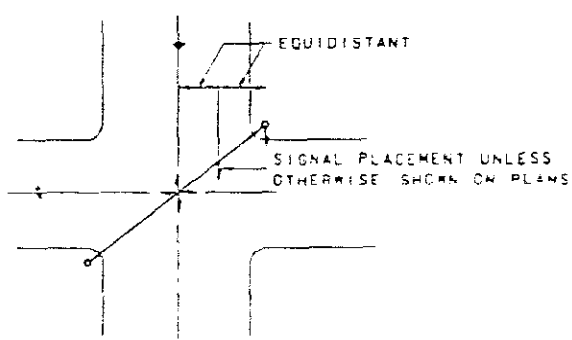 EQUIDISTANT
SIGNAL PLACEMENT UNLESS
OTHERWISE SHOWN ON PLANS